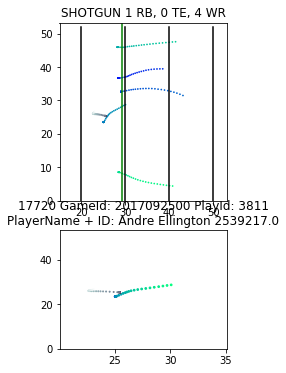 SHOTGUN 1 RB, 0 TE, 4 WR
50
40
30
20
10
0
20 30 40 50
17720 GameId: 2017092500 PlayId: 3811
PlayerName + ID: Andre Ellington 2539217.0
40
20
0
25 30 35